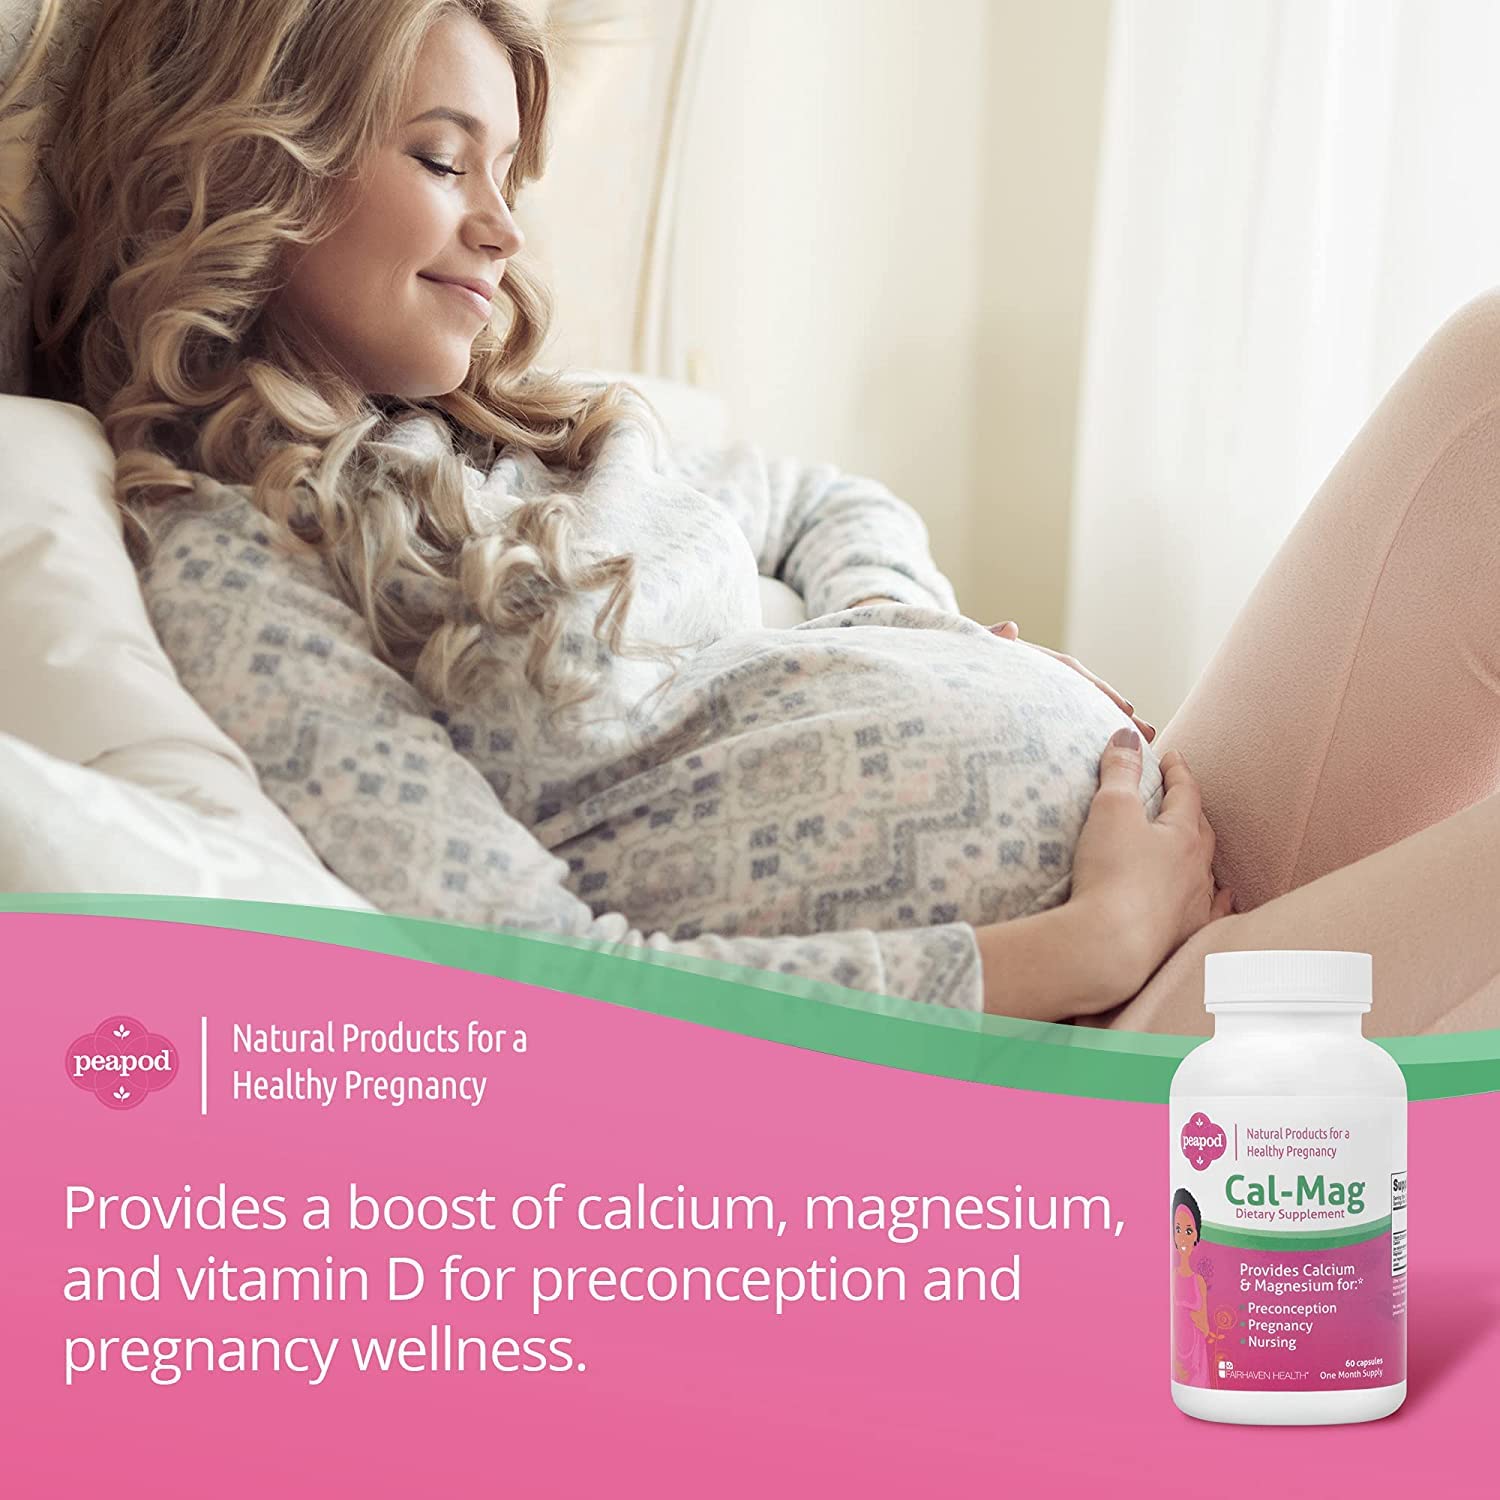 peapod
Natural Products for a
Healthy Pregnancy
Provides a boost of calcium, magnesium,
and vitamin D for preconception and
pregnancy wellness.
peapod
Natural Products for a
Healthy Pregnancy
Cal-Mag
Dietary Supplement
Provides Calcium
& Magnesium for:*
Preconception
Pregnancy
Nursing
FAIRHAVEN HEALTH
60 capsules
One Month Supply